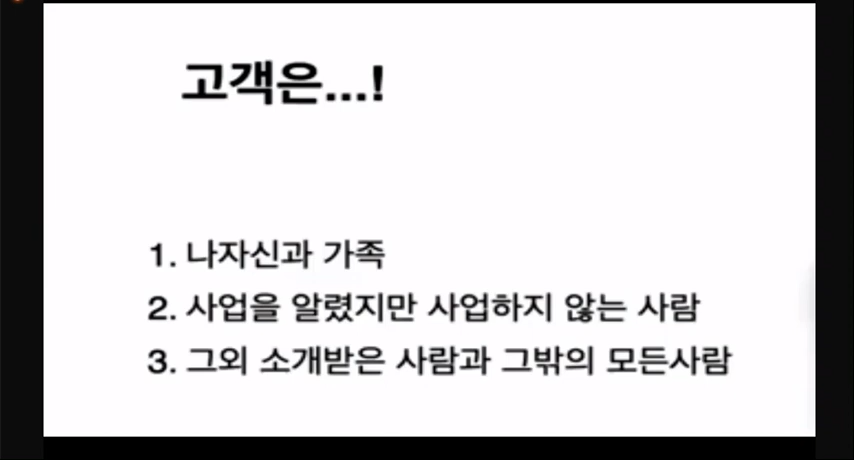 고객은...!
1. 나자신과 가족
2. 사업을 알렸지만 사업하지 않는 사람
3. 그외 소개받은 사람과 그밖의 모든사람